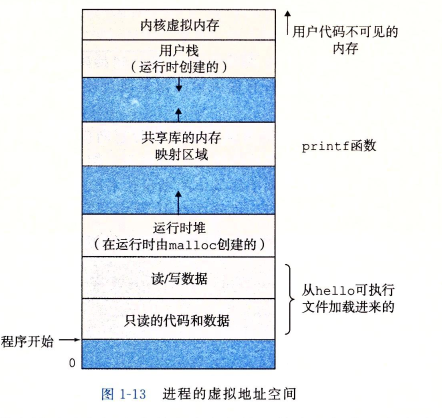 内核虚拟内存
用户代码不可见的
内存
用户栈
(运行时创建的)
共享库的内存
映射区域
printf函数
运行时堆
(在运行时由malloc创建的)
读/写数据
从hello可执行
文件加载进来的
只读的代码和数据
程序开始
0
图 1-13 进程的虚拟地址空间